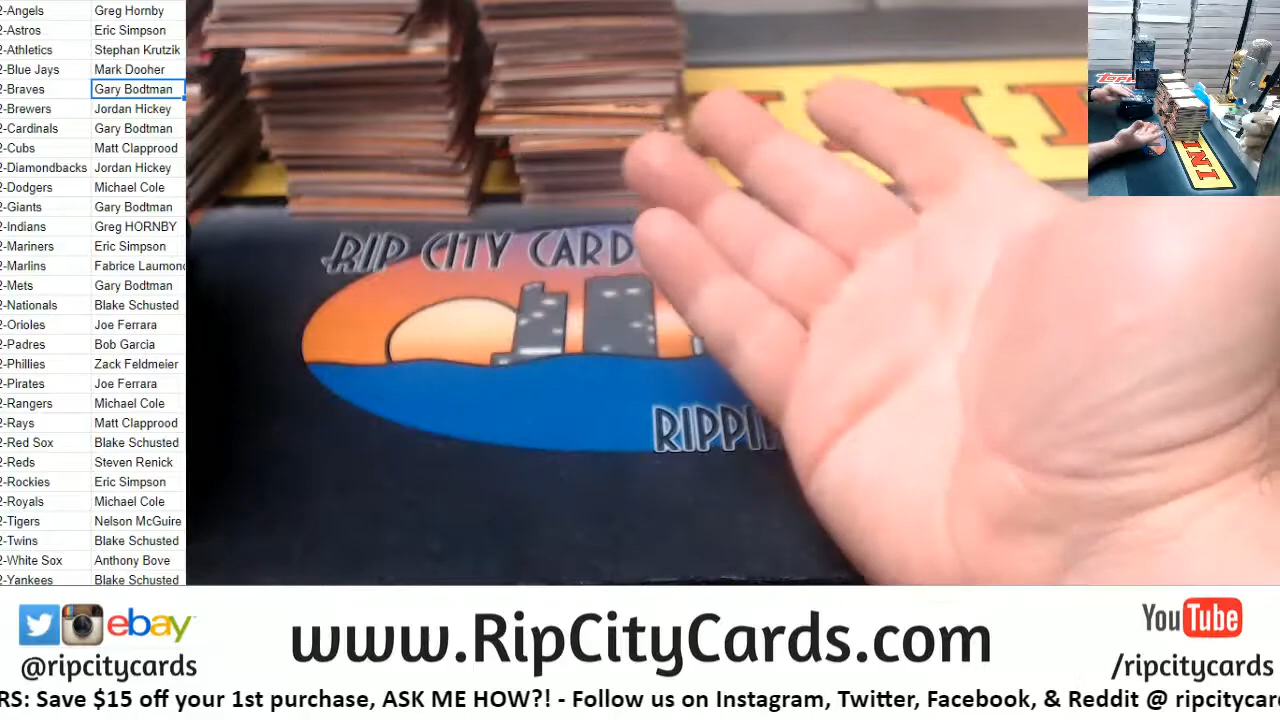 2-Angels Greg Hornby
2-Astros Eric Simpson
2-Athletics Stephan Krutzik
2-Blue Jays Mark Dooher
2-Braves Gary Bodtman
2-Brewers Jordan Hickey
2-Cardinals Gary Bodtman
2-Cubs Matt Clapprood
2-Diamondbacks Jordan Hickey
2-Dodgers Michael Cole
2-Giants Gary Bodtman
2-Indians Greg HORNBY
2-Mariners Eric Simpson
2-Marlins Fabrice Laumond
2-Mets Gary Bodtman
2-Nationals Blake Schusted
2-Orioles Joe Ferrara
2-Padres Bob Garcia
2-Phillies Zack Feldmeier
2-Pirates Joe Ferrara
2-Rangers Michael Cole
2-Rays Matt Clapprood
2-Red Sox Blake Schusted
2-Reds Steven Renick
2-Rockies Eric Simpson
2-Royals Michael Cole
2-Tigers Nelson McGuire
2-Twins Blake Schusted
2-White Sox Anthony Bove
2-Yankees Blake Schusted
INI
RIP CITY CARD
RIPPI
INI
ebay
@ripcitycards
www.RipCityCards.com
YouTube
/ripcitycards
RS: Save $15 off your 1st purchase, ASK ME HOW?! - Follow us on Instagram, Twitter, Facebook, & Reddit @ ripcitycar